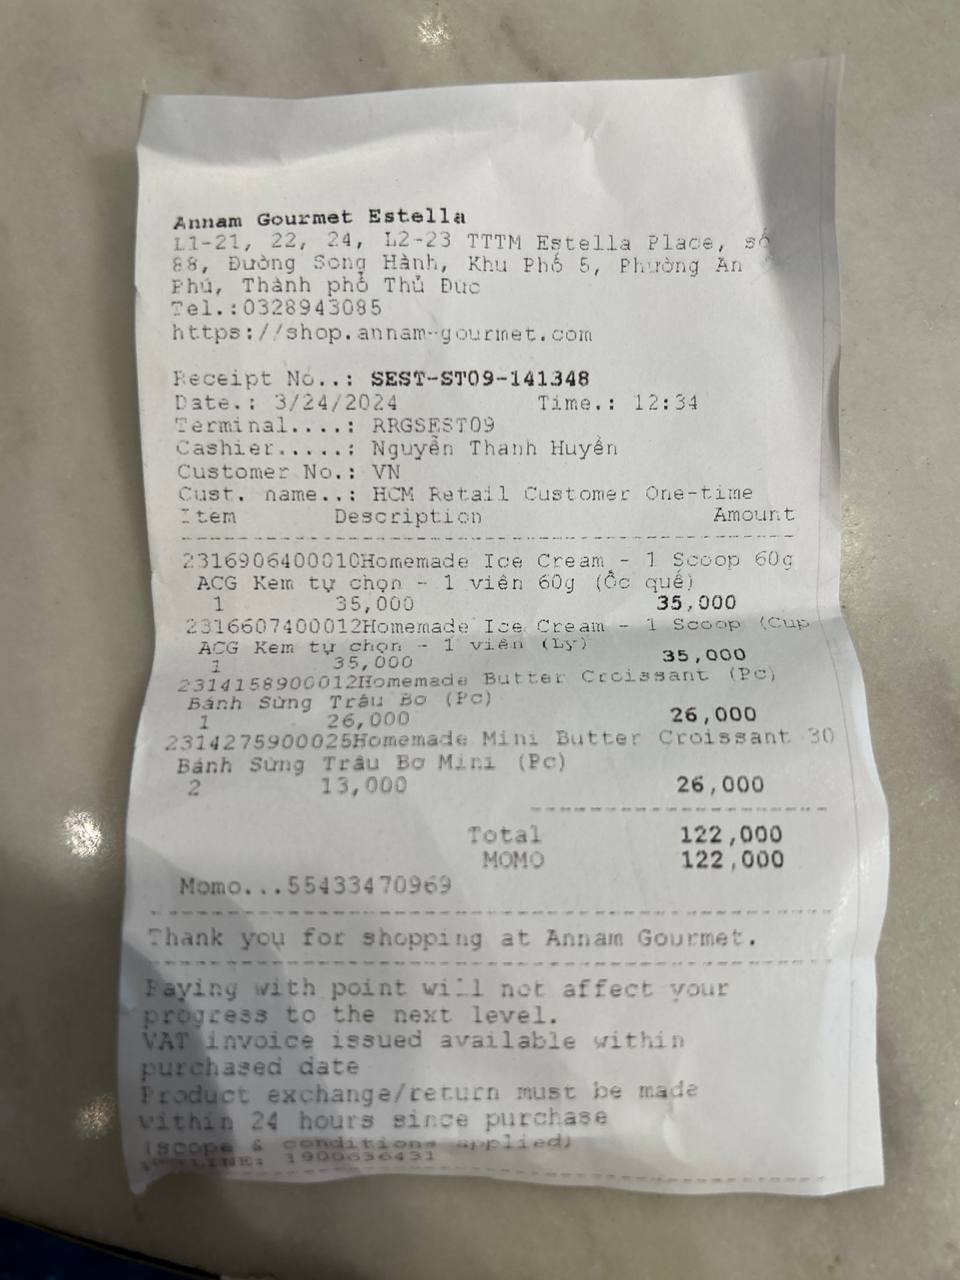 Annam Gourmet Estella
L1-21, 22, 24, L2-23 TTTM Estella Place, số
88, Đường Song Hành, Khu Phố 5, Phường An
Phú, Thành phố Thủ Đức
Tel.:0328943085
https://shop.annam-gourmet.com
Receipt No..: SEST-ST09-141348
Date.: 3/24/2024 Time.: 12:34
Terminal....: RRGSEST09
Cashier.....: Nguyễn Thanh Huyền
Customer No.: VN
Cust. name..: HCM Retail Customer One-time
Item Description Amount
2316906400010Homemade Ice Cream - 1 Scoop 60g
ACG Kem tự chọn - 1 viên 60g (Ốc quế)
1 35,000 35,000
2316607400012Homemade Ice Cream - 1 Scoop (Cup
ACG Kem tự chọn - 1 viên (Ly)
1 35,000 35,000
2314158900012Homemade Butter Croissant (Pc)
Bánh Sừng Trâu Bơ (Pc)
1 26,000 26,000
2314275900025Homemade Mini Butter Croissant 30
Bánh Sừng Trâu Bơ Mini (Pc)
2 13,000 26,000
Total 122,000
MOMO 122,000
Momo...55433470969
Thank you for shopping at Annam Gourmet.
Paying with point will not affect your
progress to the next level.
VAT invoice issued available within
purchased date
Product exchange/return must be made
within 24 hours since purchase
(scope & conditions applied)
HOTLINE: 1900636431